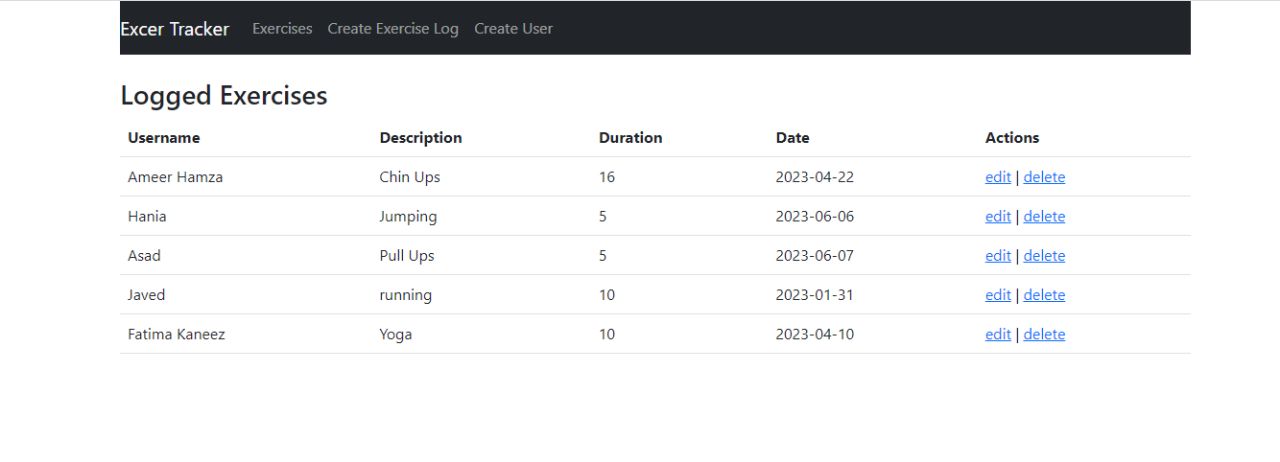 Excer Tracker Exercises Create Exercise Log Create User
Logged Exercises
Username Description Duration Date Actions
Ameer Hamza Chin Ups 16 2023-04-22 edit | delete
Hania Jumping 5 2023-06-06 edit | delete
Asad Pull Ups 5 2023-06-07 edit | delete
Javed running 10 2023-01-31 edit | delete
Fatima Kaneez Yoga 10 2023-04-10 edit | delete